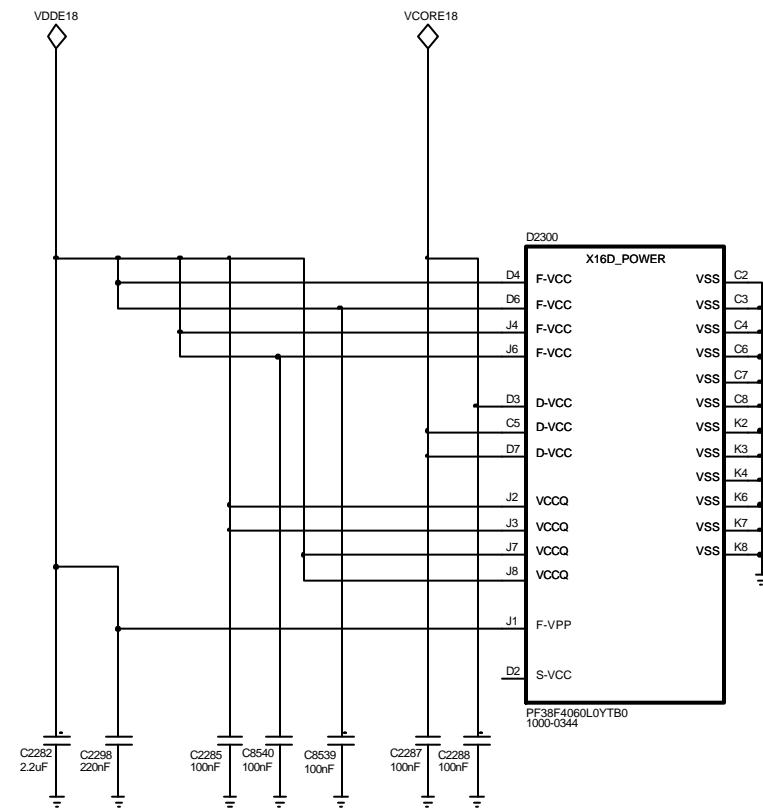 VDDE18
VCORE18
D2300
X16D_POWER
D4 F-VCC VSS C2
D6 F-VCC VSS C3
J4 F-VCC VSS C4
J6 F-VCC VSS C6
VSS C7
D3 D-VCC VSS C8
C5 D-VCC VSS K2
D7 D-VCC VSS K3
VSS K4
J2 VCCQ VSS K6
J3 VCCQ VSS K7
J7 VCCQ VSS K8
J8 VCCQ
J1 F-VPP
D2 S-VCC
PF38F4060L0YTB0
1000-0344
C2282 C2298 C2285 C8540 C8539 C2287 C2288
2.2uF 220nF 100nF 100nF 100nF 100nF 100nF